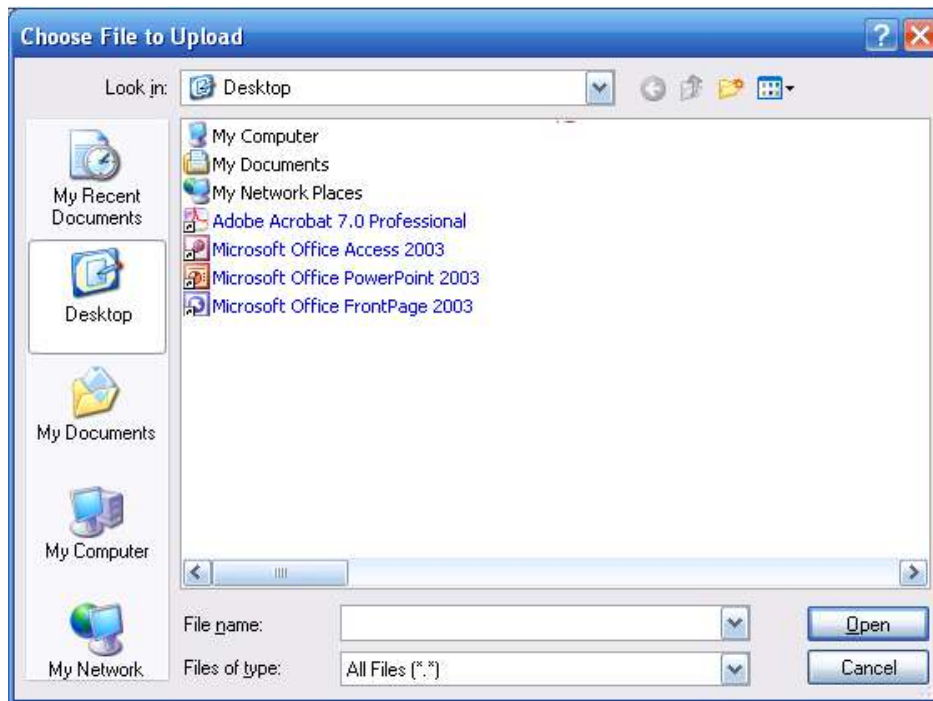 Choose File to Upload
Look in: Desktop
My Recent
Documents
Desktop
My Documents
My Computer
My Network
My Computer
My Documents
My Network Places
Adobe Acrobat 7.0 Professional
Microsoft Office Access 2003
Microsoft Office PowerPoint 2003
Microsoft Office FrontPage 2003
File name:
Open
Files of type: All Files (*.*)
Cancel